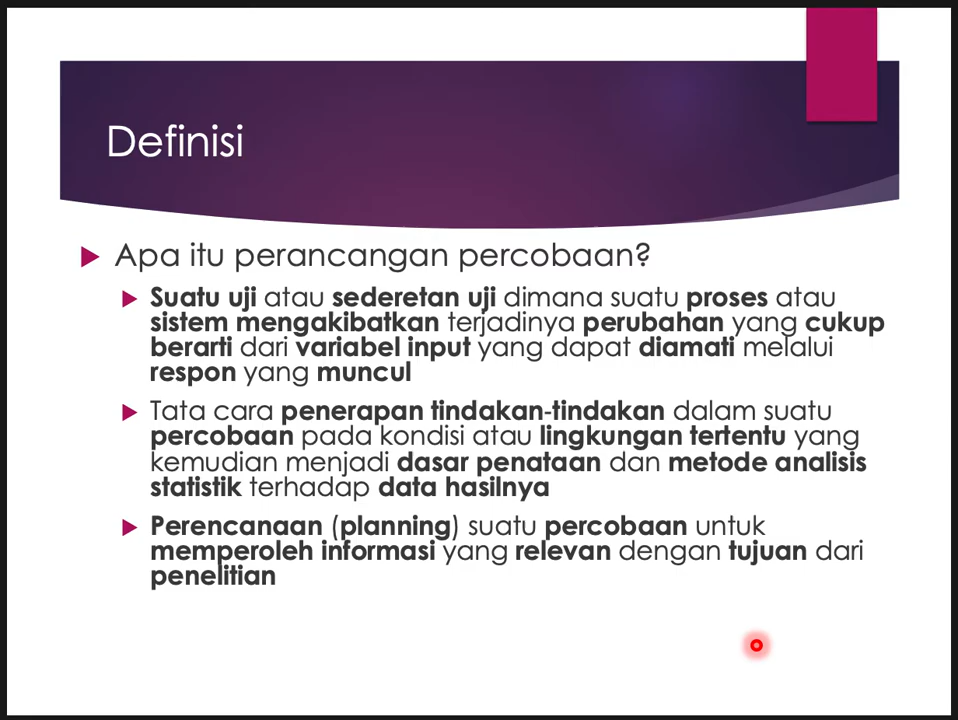 Definisi
Apa itu perancangan percobaan?
Suatu uji atau sederetan uji dimana suatu proses atau
sistem mengakibatkan terjadinya perubahan yang cukup
berarti dari variabel input yang dapat diamati melalui
respon yang muncul
Tata cara penerapan tindakan-tindakan dalam suatu
percobaan pada kondisi atau lingkungan tertentu yang
kemudian menjadi dasar penataan dan metode analisis
statistik terhadap data hasilnya
Perencanaan (planning) suatu percobaan untuk
memperoleh informasi yang relevan dengan tujuan dari
penelitian